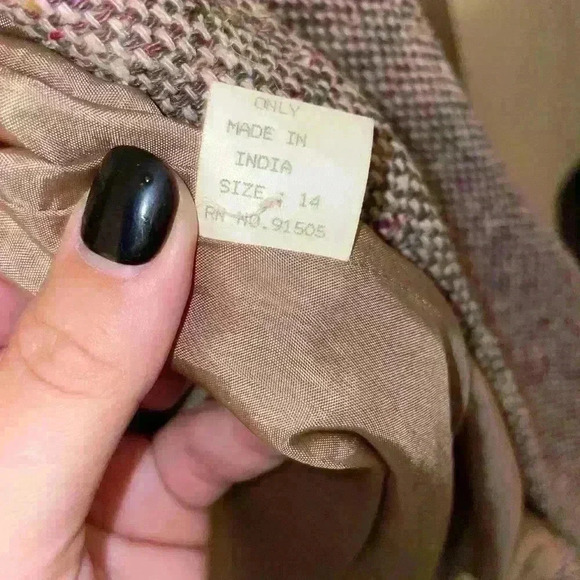 ONLY
MADE IN
INDIA
SIZE : 14
RN NO. 91505